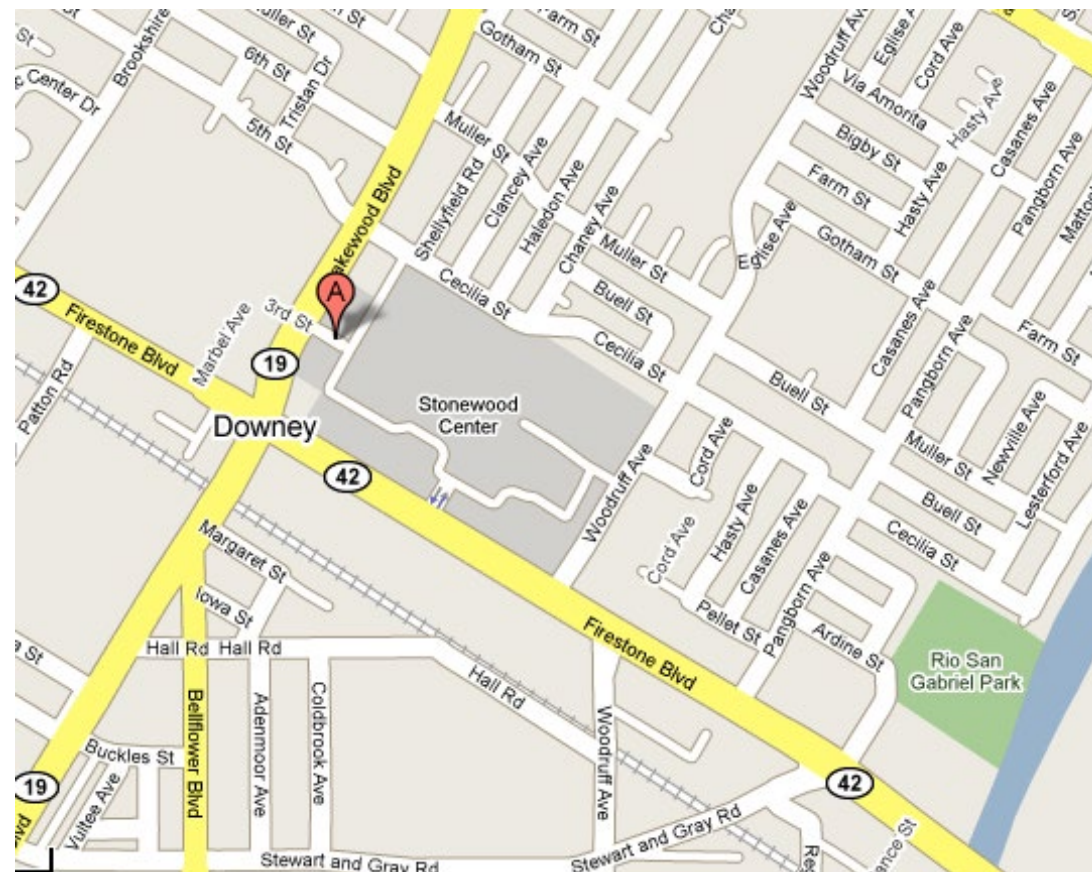 Brookshire
Muller St
6th St
Tristan Dr
Center Dr
5th St
Farm St
Gotham St
Woodruff Ave
Eglise Ave
Cord Ave
Via Amorita
Hasty Ave
Casanes Ave
Bigby St
Farm St
Hasty Ave
Pangborn Ave
Muller St
Clancey Ave
Shellyfield Rd
Haledon Ave
Chaney Ave
Muller St
Eglise Ave
Gotham St
Lakewood Blvd
Buell St
Cecilia St
Cecilia St
Farm St
Casanes Ave
Pangborn Ave
42
Firestone Blvd
Marbel Ave
3rd St
A
19
Buell St
Patton Rd
Downey
Stonewood
Center
Cord Ave
Muller St
Newville Ave
Lesterford Ave
42
Woodruff Ave
Buell St
Cecilia St
Hasty Ave
Casanes Ave
Cord Ave
Margaret St
Pellet St
Pangborn Ave
Ardine St
Iowa St
Firestone Blvd
Hall Rd
Hall Rd
Hall Rd
Rio San
Gabriel Park
Bellflower Blvd
Adenmoor Ave
Coldbrook Ave
Woodruff Ave
Buckles St
19
Vultee Ave
42
Stewart and Gray Rd
Stewart and Gray Rd